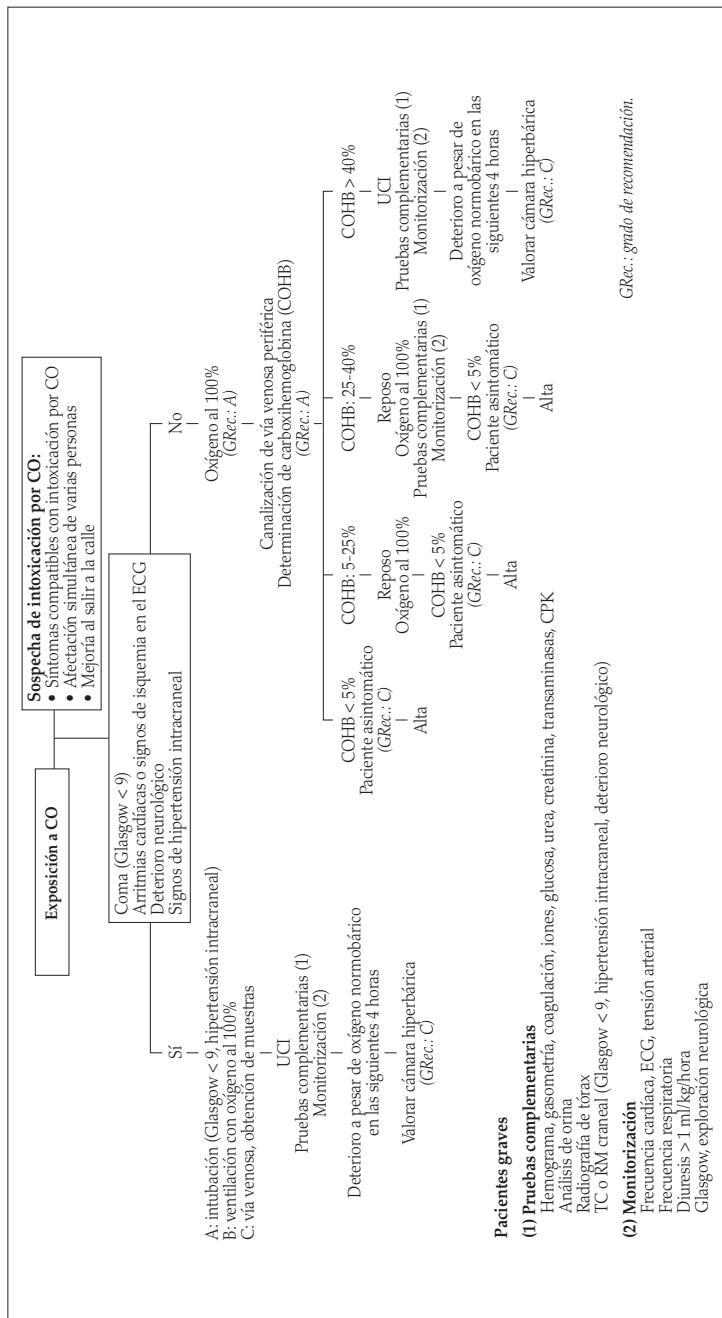 Exposición a CO
Sospecha de intoxicación por CO:
• Síntomas compatibles con intoxicación por CO
• Afectación simultánea de varias personas
• Mejoría al salir a la calle
Coma (Glasgow < 9)
Arritmias cardíacas o signos de isquemia en el ECG
Deterioro neurológico
Signos de hipertensión intracraneal
Sí
A: intubación (Glasgow < 9, hipertensión intracraneal)
B: ventilación con oxígeno al 100%
C: vía venosa, obtención de muestras
UCI
Pruebas complementarias (1)
Monitorización (2)
Deterioro a pesar de oxígeno normobárico
en las siguientes 4 horas
Valorar cámara hiperbárica
(GRec.: C)
No
Oxígeno al 100%
(GRec.: A)
Canalización de vía venosa periférica
Determinación de carboxihemoglobina (COHB)
(GRec.: A)
COHB < 5%
Paciente asintomático
(GRec.: C)
Alta
COHB: 5-25%
Reposo
Oxígeno al 100%
COHB < 5%
Paciente asintomático
(GRec.: C)
Alta
COHB: 25-40%
Reposo
Oxígeno al 100%
Pruebas complementarias (1)
Monitorización (2)
COHB < 5%
Paciente asintomático
(GRec.: C)
Alta
COHB > 40%
UCI
Pruebas complementarias (1)
Monitorización (2)
Deterioro a pesar de
oxígeno normobárico en las
siguientes 4 horas
Valorar cámara hiperbárica
(GRec.: C)
Pacientes graves
(1) Pruebas complementarias
Hemograma, gasometría, coagulación, iones, glucosa, urea, creatinina, transaminasas, CPK
Análisis de orina
Radiografía de tórax
TC o RM craneal (Glasgow < 9, hipertensión intracraneal, deterioro neurológico)
(2) Monitorización
Frecuencia cardíaca, ECG, tensión arterial
Frecuencia respiratoria
Diuresis > 1 ml/kg/hora
Glasgow, exploración neurológica
GRec.: grado de recomendación.